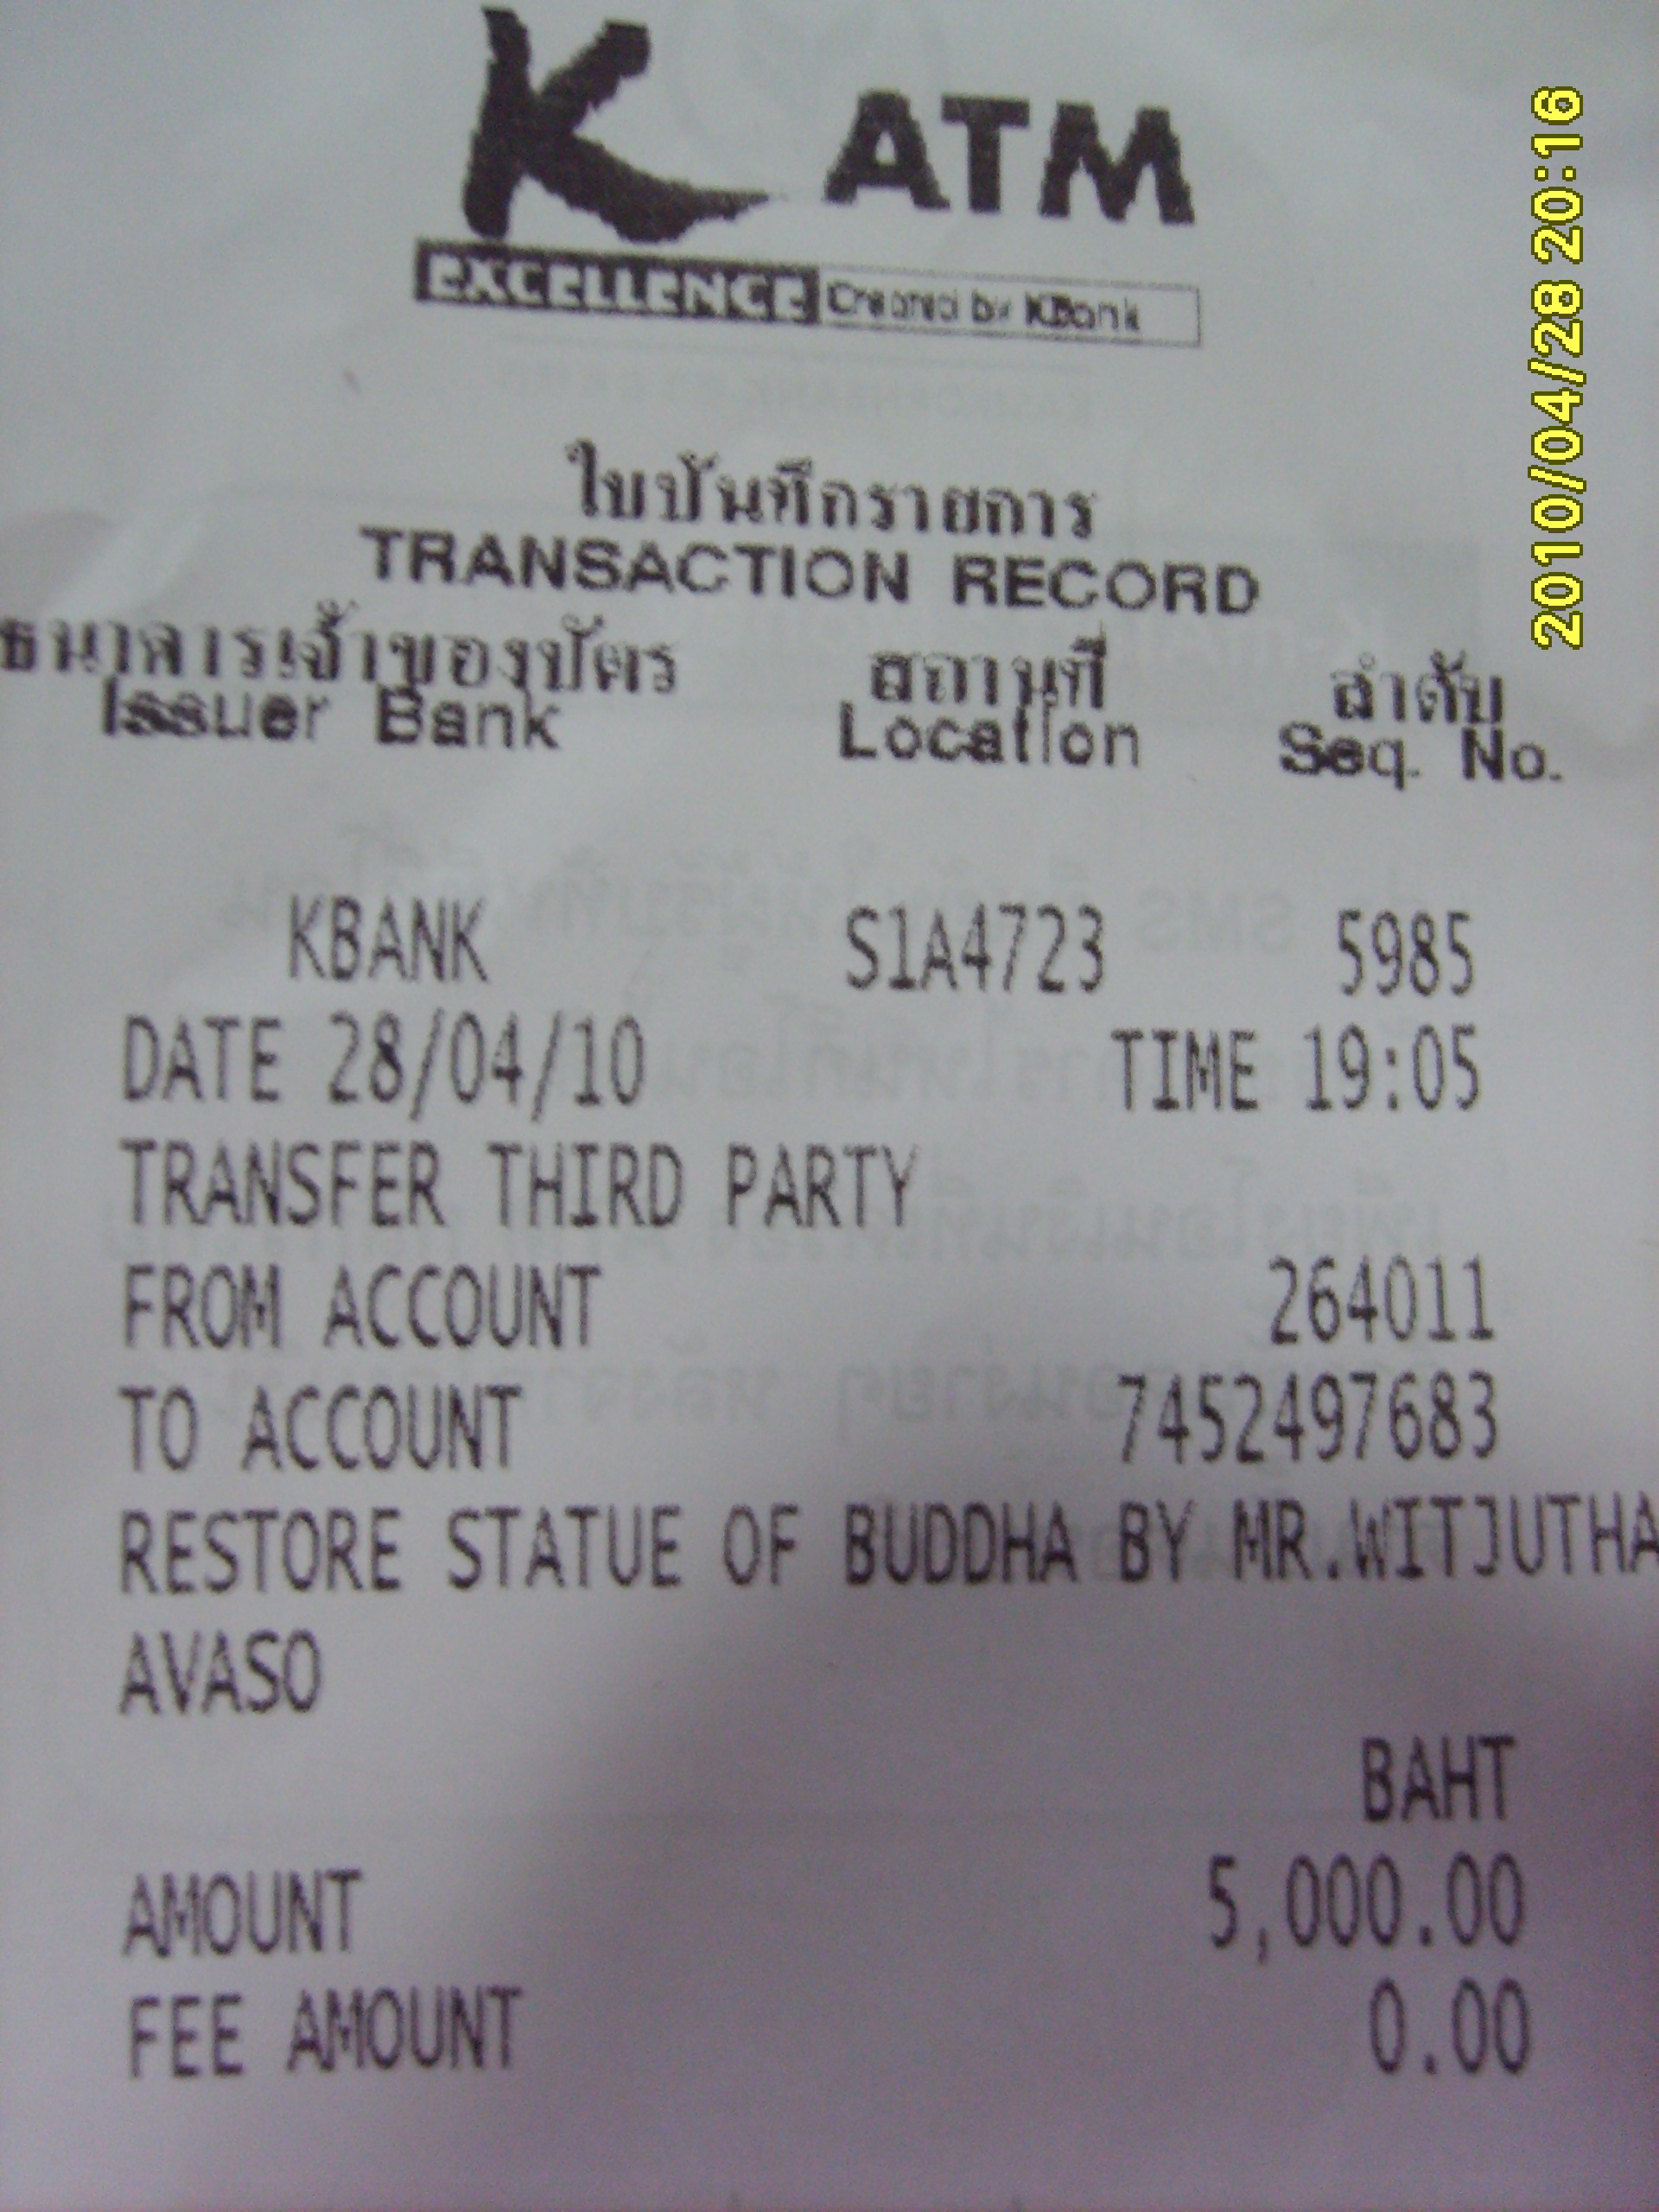 K ATM
EXCELLENCE Created by KBank
ใบบันทึกรายการ
TRANSACTION RECORD
ธนาคารเจ้าของบัตร สถานที่ ลำดับ
Issuer Bank Location Seq. No.
KBANK S1A4723 5985
DATE 28/04/10 TIME 19:05
TRANSFER THIRD PARTY
FROM ACCOUNT 264011
TO ACCOUNT 7452497683
RESTORE STATUE OF BUDDHA BY MR.WITJUTHA
AVASO
BAHT
AMOUNT 5,000.00
FEE AMOUNT 0.00
2010/04/28 20:16